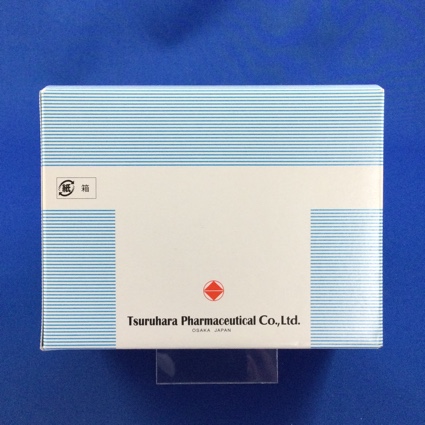 紙 箱
Tsuruhara Pharmaceutical Co.,Ltd.
OSAKA JAPAN